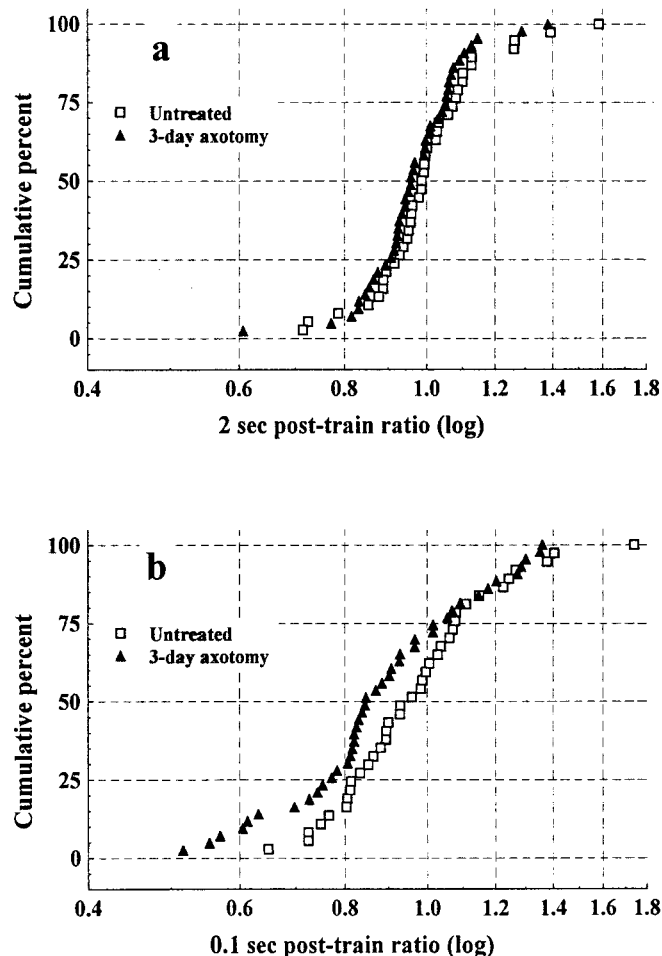 100
a
75
Untreated
3-day axotomy
50
25
0
Cumulative percent
0.4 0.6 0.8 1.0 1.2 1.4 1.6 1.8
2 sec post-train ratio (log)
100
b
75
Untreated
3-day axotomy
50
25
0
Cumulative percent
0.4 0.6 0.8 1.0 1.2 1.4 1.6 1.8
0.1 sec post-train ratio (log)